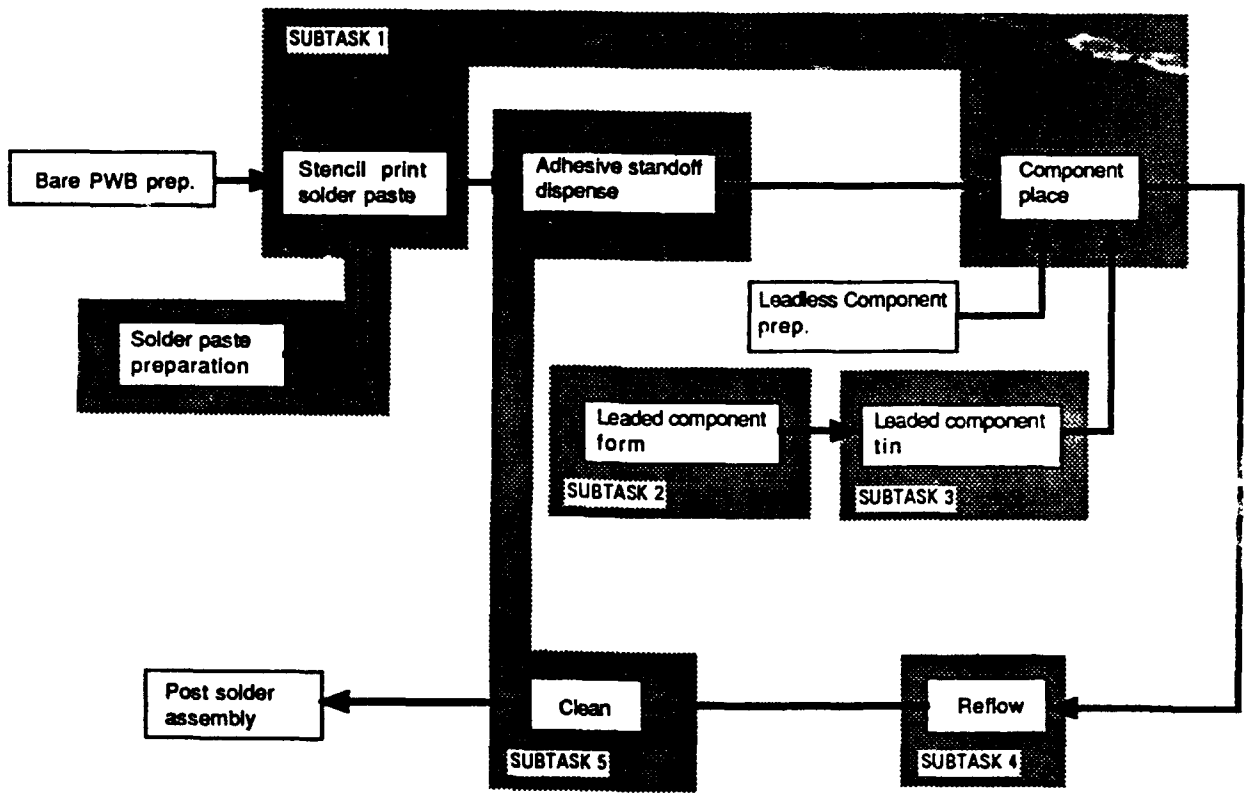 SUBTASK 1
Bare PWB prep.
Stencil print
solder paste
Adhesive standoff
dispense
Component
place
Leadless Component
prep.
Solder paste
preparation
Leaded component
form
SUBTASK 2
Leaded component
tin
SUBTASK 3
Post solder
assembly
Clean
SUBTASK 5
Reflow
SUBTASK 4